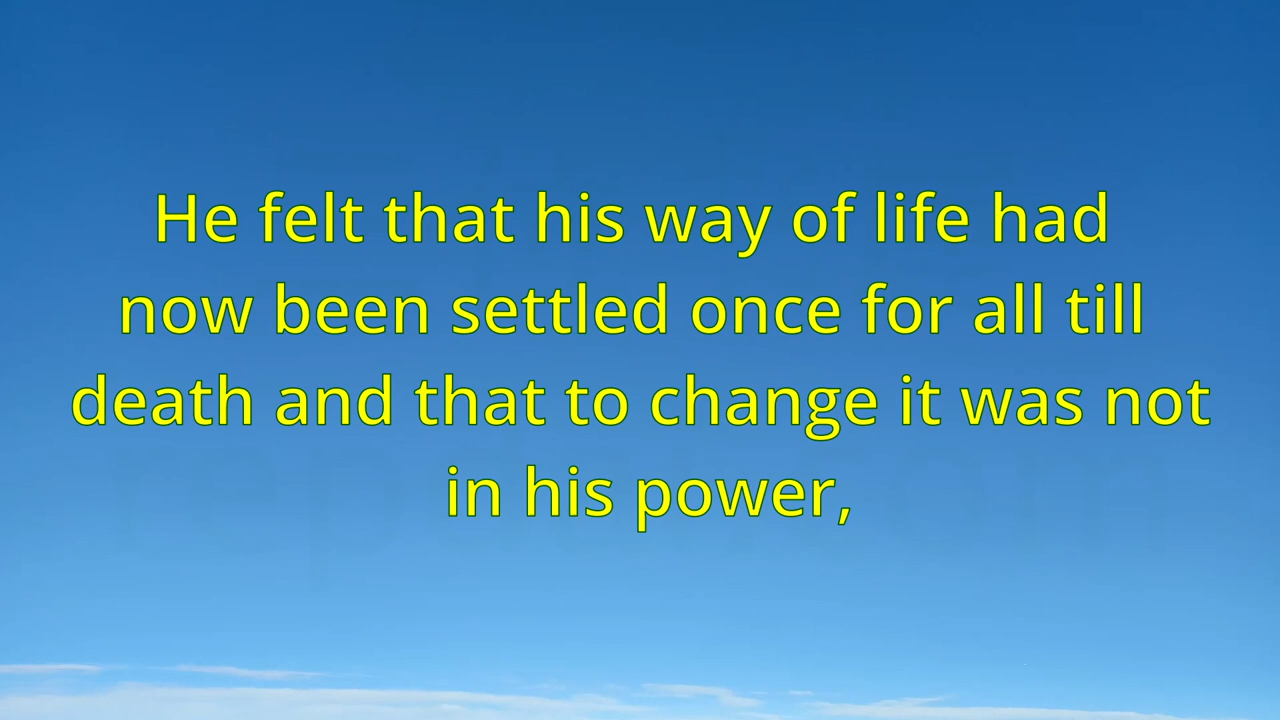 He felt that his way of life had
now been settled once for all till
death and that to change it was not
in his power,